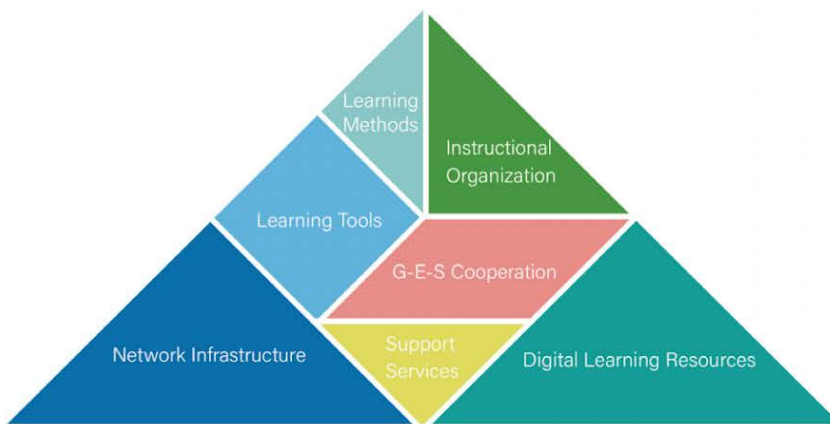 Learning
Methods
Instructional
Organization
Learning Tools
G-E-S Cooperation
Network Infrastructure
Support
Services
Digital Learning Resources